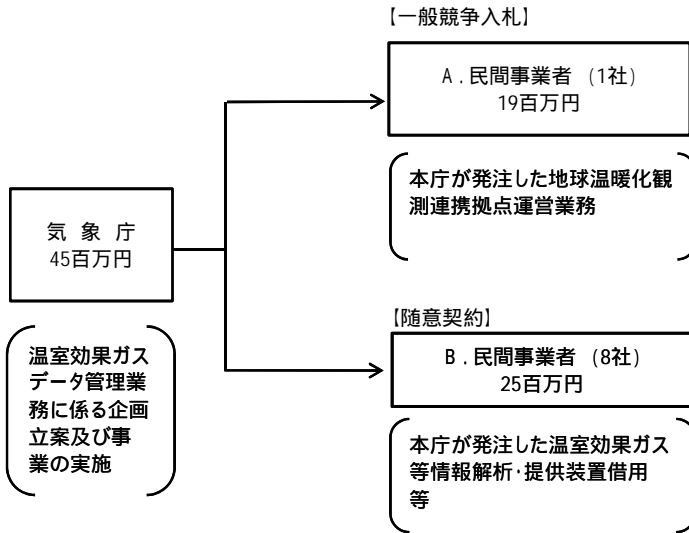 【一般競争入札】
A．民間事業者 (1社)
19百万円
本庁が発注した地球温暖化観
測連携拠点運営業務
気 象 庁
45百万円
温室効果ガス
データ管理業
務に係る企画
立案及び事
業の実施
【随意契約】
B．民間事業者 (8社)
25百万円
本庁が発注した温室効果ガス
等情報解析・提供装置借用
等